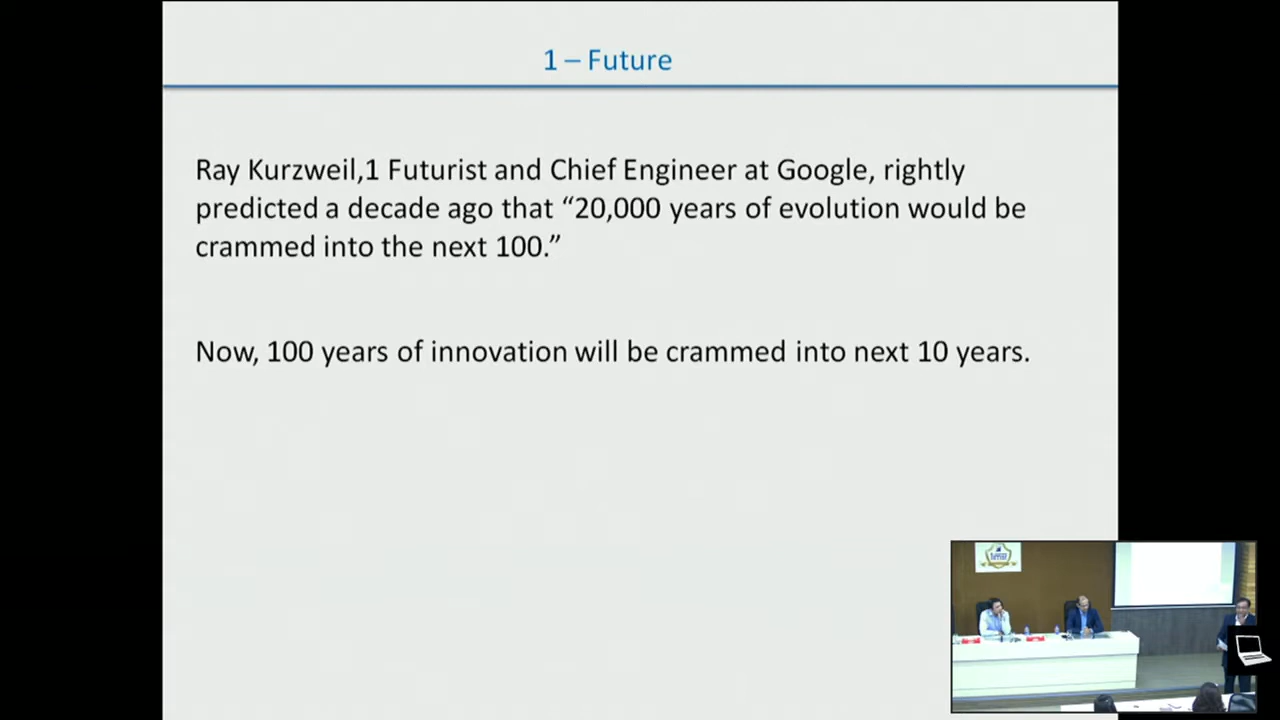 1 – Future
Ray Kurzweil,1 Futurist and Chief Engineer at Google, rightly
predicted a decade ago that “20,000 years of evolution would be
crammed into the next 100.”
Now, 100 years of innovation will be crammed into next 10 years.